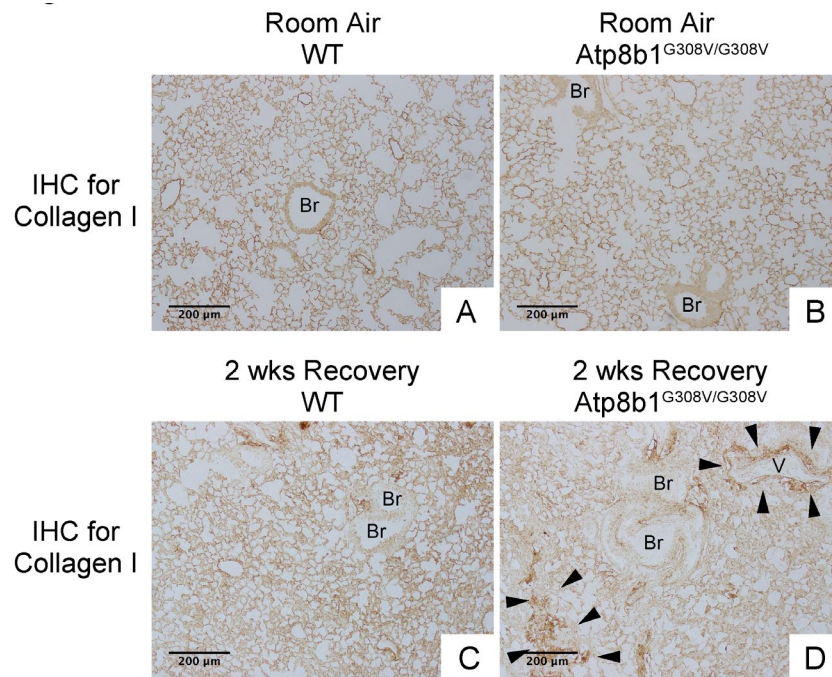 Room Air
WT
Room Air
Atp8b1G308V/G308V
IHC for
Collagen I
Br
200 µm
A
Br
Br
200 µm
B
2 wks Recovery
WT
2 wks Recovery
Atp8b1G308V/G308V
IHC for
Collagen I
Br
Br
200 µm
C
V
Br
Br
200 µm
D